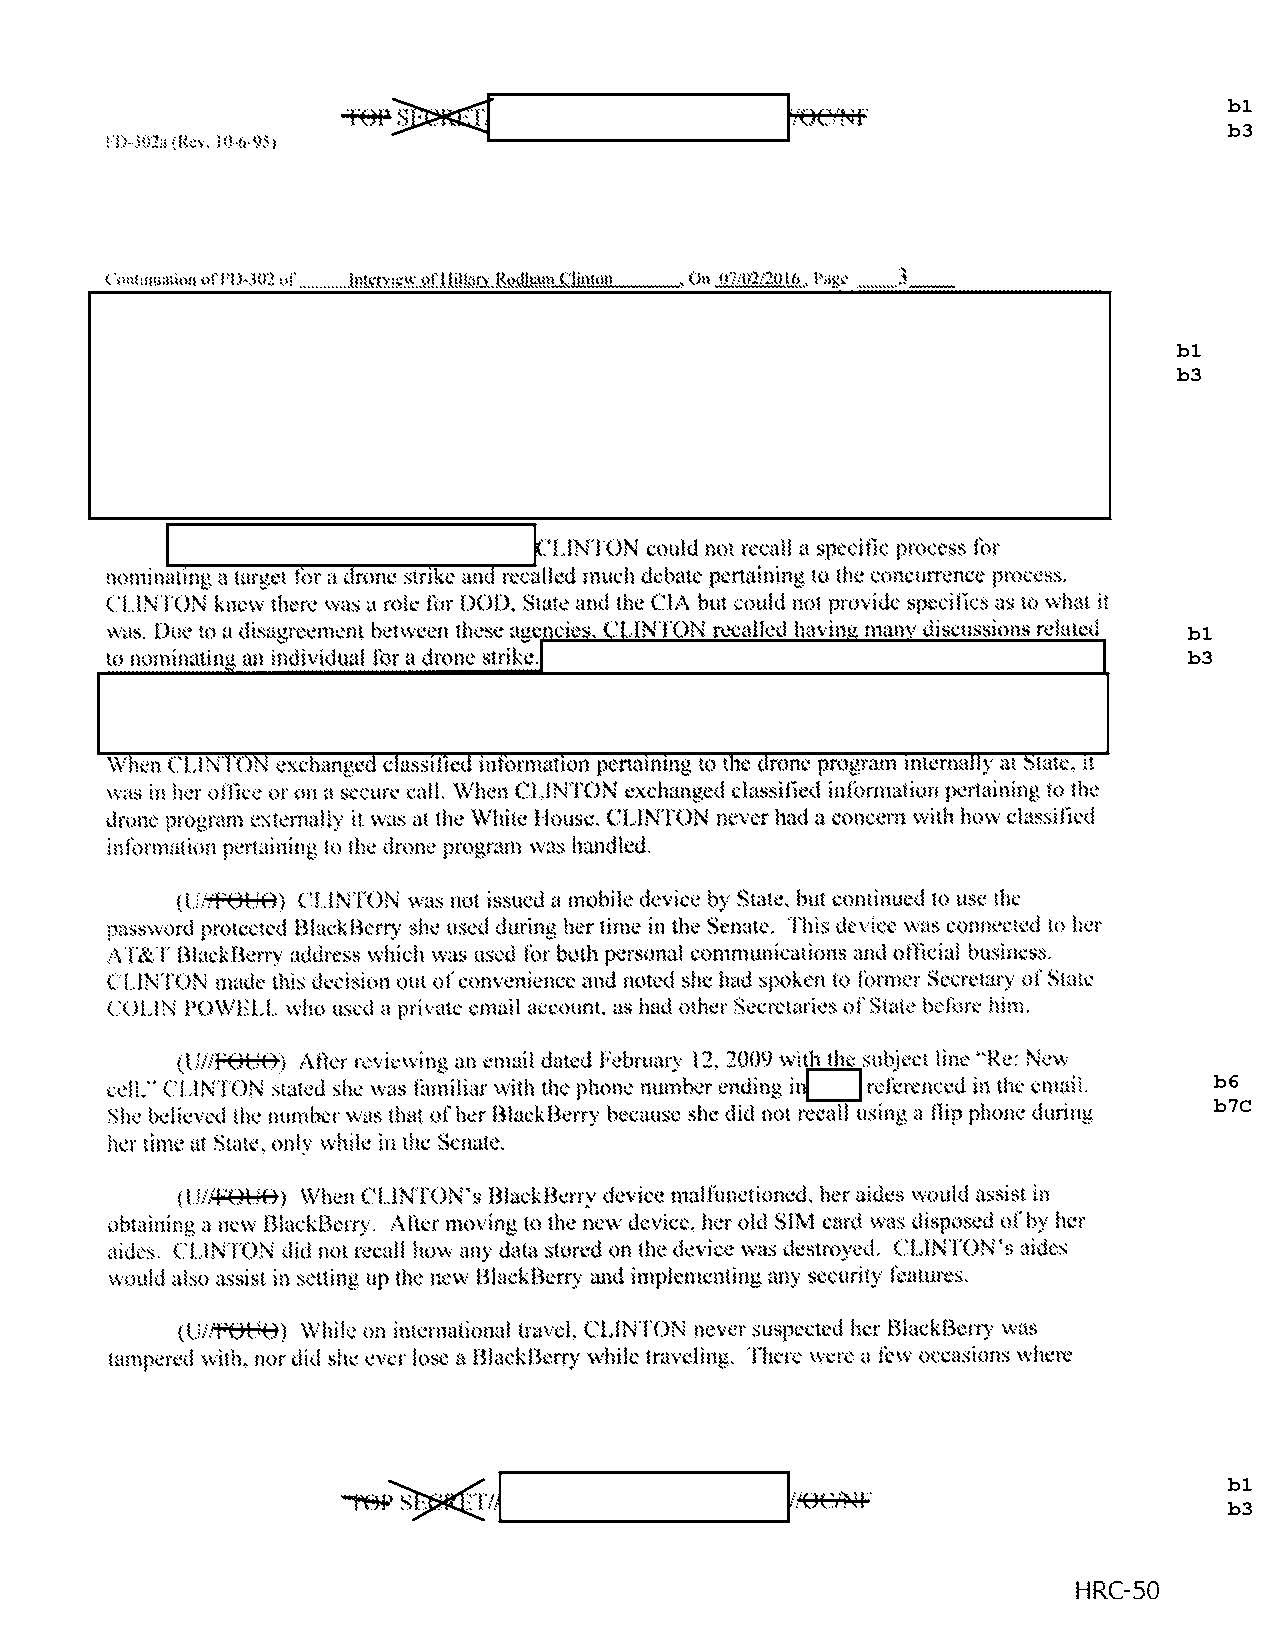 TOP SECRET/ //OC/NF
b1
b3
FD-302a (Rev. 10-6-95)
Continuation of FD-302 of Interview of Hillary Rodham Clinton , On 07/02/2016 , Page 3
b1
b3
CLINTON could not recall a specific process for
nominating a target for a drone strike and recalled much debate pertaining to the concurrence process.
CLINTON knew there was a role for DOD, State and the CIA but could not provide specifics as to what it
was. Due to a disagreement between these agencies, CLINTON recalled having many discussions related
to nominating an individual for a drone strike.
b1
b3
When CLINTON exchanged classified information pertaining to the drone program internally at State, it
was in her office or on a secure call. When CLINTON exchanged classified information pertaining to the
drone program externally it was at the White House. CLINTON never had a concern with how classified
information pertaining to the drone program was handled.
(U//FOUO) CLINTON was not issued a mobile device by State, but continued to use the
password protected BlackBerry she used during her time in the Senate. This device was connected to her
AT&T BlackBerry address which was used for both personal communications and official business.
CLINTON made this decision out of convenience and noted she had spoken to former Secretary of State
COLIN POWELL who used a private email account, as had other Secretaries of State before him.
(U//FOUO) After reviewing an email dated February 12, 2009 with the subject line "Re: New
cell," CLINTON stated she was familiar with the phone number ending in referenced in the email.
She believed the number was that of her BlackBerry because she did not recall using a flip phone during
her time at State, only while in the Senate.
b6
b7C
(U//FOUO) When CLINTON's BlackBerry device malfunctioned, her aides would assist in
obtaining a new BlackBerry. After moving to the new device, her old SIM card was disposed of by her
aides. CLINTON did not recall how any data stored on the device was destroyed. CLINTON's aides
would also assist in setting up the new BlackBerry and implementing any security features.
(U//FOUO) While on international travel, CLINTON never suspected her BlackBerry was
tampered with, nor did she ever lose a BlackBerry while traveling. There were a few occasions where
TOP SECRET// //OC/NF
b1
b3
HRC-50